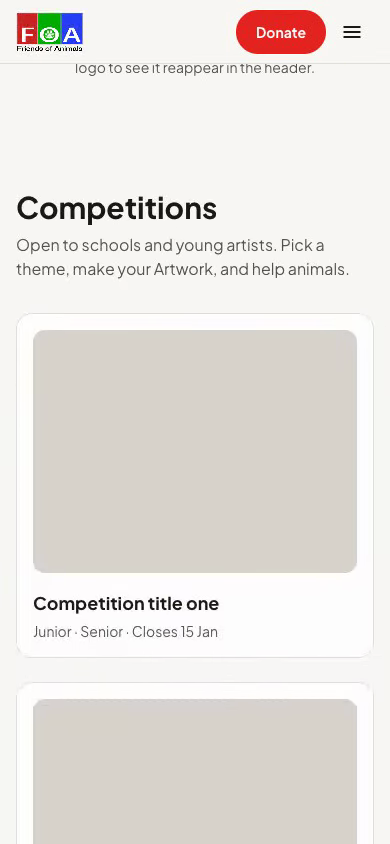 FOA
Friends of Animals
Donate
logo to see it reappear in the header.
Competitions
Open to schools and young artists. Pick a
theme, make your Artwork, and help animals.
Competition title one
Junior · Senior · Closes 15 Jan